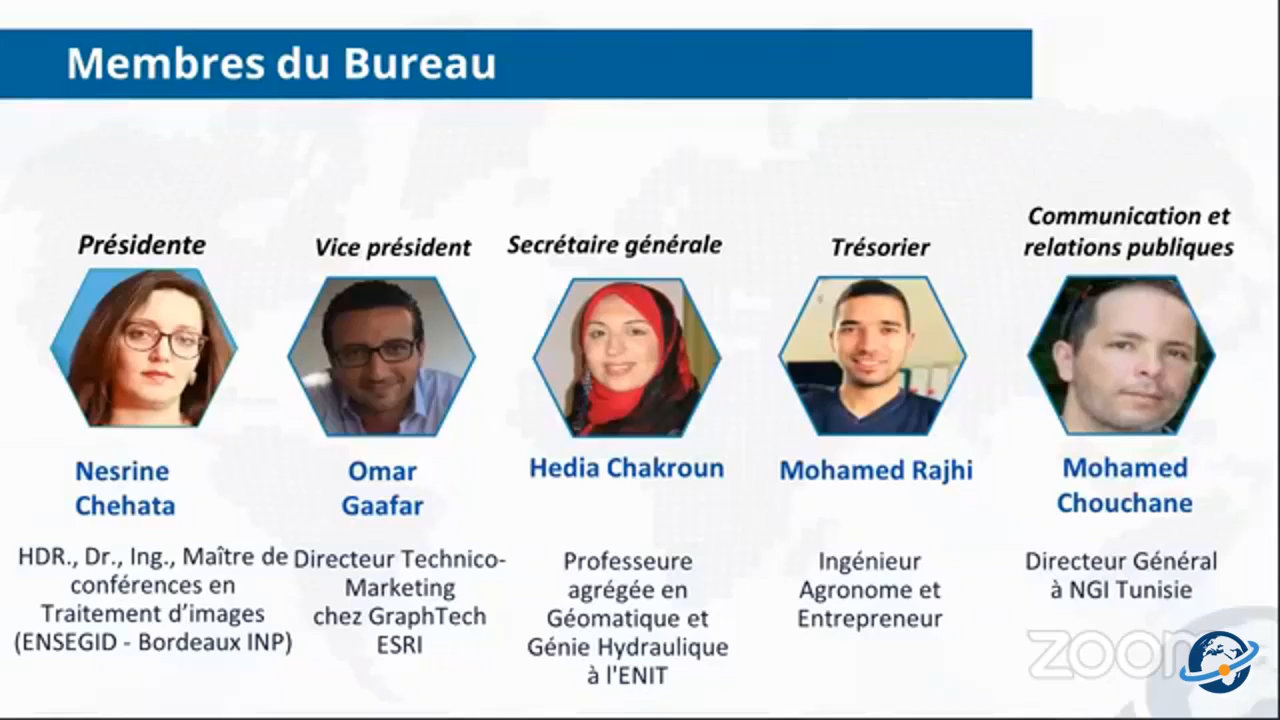 Membres du Bureau
Présidente
Vice président
Secrétaire générale
Trésorier
Communication et
relations publiques
Nesrine
Chehata
Omar
Gaafar
Hedia Chakroun
Mohamed Rajhi
Mohamed
Chouchane
HDR., Dr., Ing., Maître de
conférences en
Traitement d’images
(ENSEGID - Bordeaux INP)
Directeur Technico-
Marketing
chez GraphTech
ESRI
Professeure
agrégée en
Géomatique et
Génie Hydraulique
à l'ENIT
Ingénieur
Agronome et
Entrepreneur
Directeur Général
à NGI Tunisie
zoom